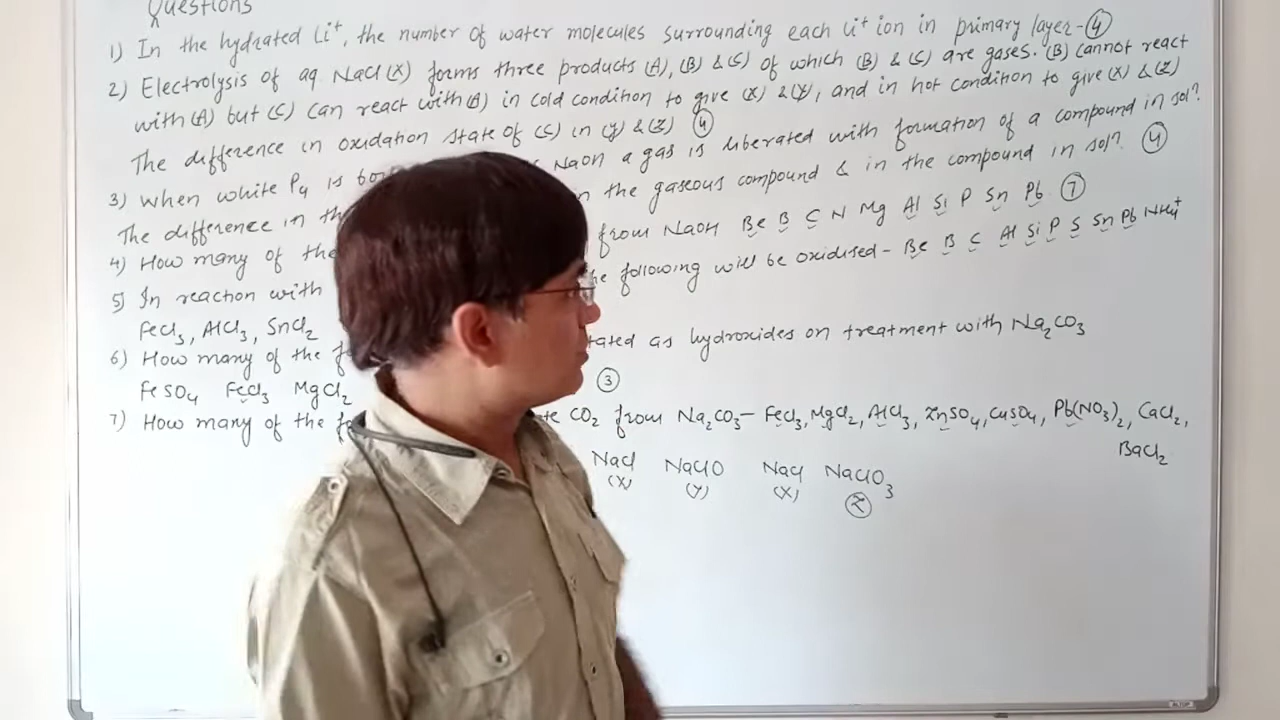 Questions
1) In the hydrated Li⁺, the number of water molecules surrounding each Li⁺ ion in primary layer - ④
2) Electrolysis of aq NaCl (X) forms three products (A), (B) & (C) of which (B) & (C) are gases. (B) cannot react
with (A) but (C) can react with (A) in cold condition to give (X) & (Y), and in hot condition to give (X) & (Z)
The difference in oxidation state of (C) in (Y) & (Z) ④
3) When white P₄ is NaOH a gas is liberated with formation of a compound in solⁿ.
The difference in the gaseous compound & in the compound in solⁿ. ④
4) How many of the from NaOH Be B C N Mg Al Si P Sn Pb ⑦
5) In reaction with following will be oxidised - Be B C Al Si P S Sn Pb NH₄⁺
FeCl₃, AlCl₃, SnCl₂
6) How many of the hydroxides on treatment with Na₂CO₃
FeSO₄ FeCl₃ MgCl₂ ③
7) How many of the CO₂ from Na₂CO₃ - FeCl₃, MgCl₂, AlCl₃, ZnSO₄, CuSO₄, Pb(NO₃)₂, CaCl₂,
BaCl₂
NaCl NaClO NaCl NaClO₃
(X) (Y) (X) Z